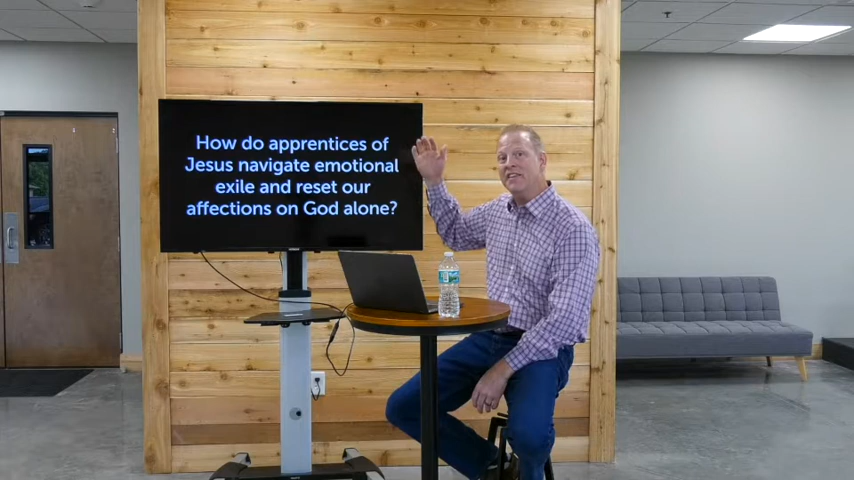 How do apprentices of
Jesus navigate emotional
exile and reset our
affections on God alone?